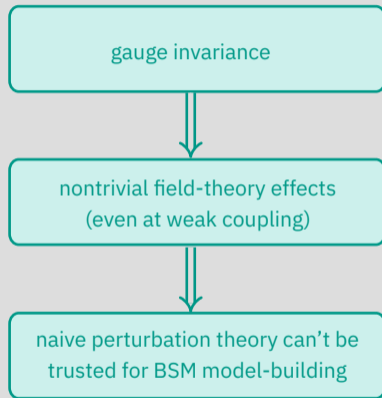 gauge invariance
nontrivial field-theory effects
(even at weak coupling)
naive perturbation theory can't be
trusted for BSM model-building